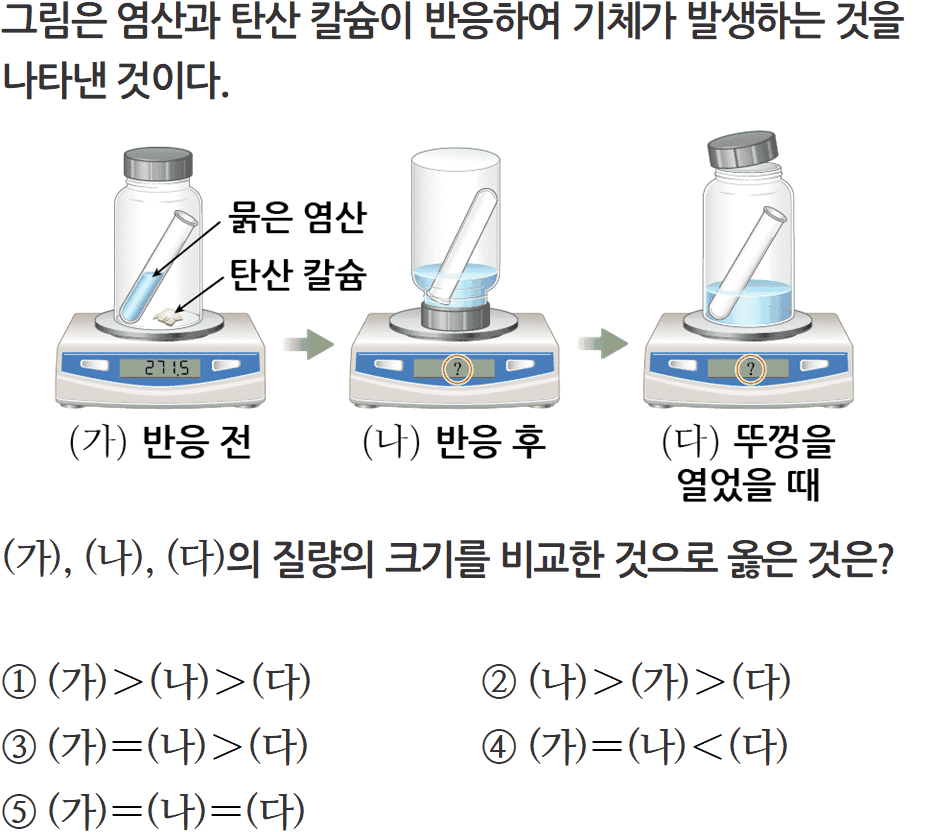 그림은 염산과 탄산 칼슘이 반응하여 기체가 발생하는 것을
나타낸 것이다.
묽은 염산
탄산 칼슘
271.5
?
?
(가) 반응 전
(나) 반응 후
(다) 뚜껑을
열었을 때
(가), (나), (다)의 질량의 크기를 비교한 것으로 옳은 것은?
① (가)>(나)>(다)
② (나)>(가)>(다)
③ (가)=(나)>(다)
④ (가)=(나)<(다)
⑤ (가)=(나)=(다)